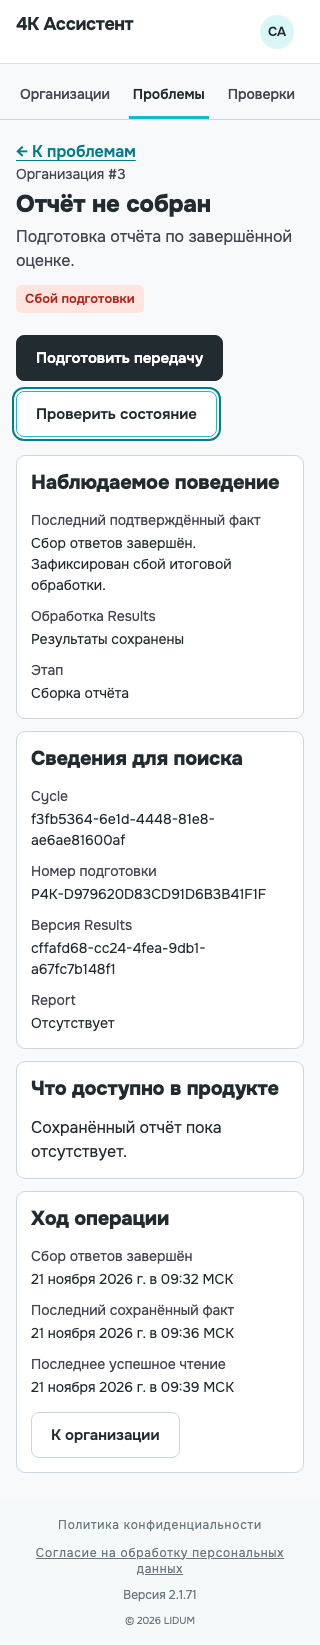 4К Ассистент
СА
Организации
Проблемы
Проверки
← К проблемам
Организация #3
Отчёт не собран
Подготовка отчёта по завершённой
оценке.
Сбой подготовки
Подготовить передачу
Проверить состояние
Наблюдаемое поведение
Последний подтверждённый факт
Сбор ответов завершён.
Зафиксирован сбой итоговой
обработки.
Обработка Results
Результаты сохранены
Этап
Сборка отчёта
Сведения для поиска
Cycle
f3fb5364-6e1d-4448-81e8-
ae6ae81600af
Номер подготовки
P4K-D979620D83CD91D6B3B41F1F
Версия Results
cffafd68-cc24-4fea-9db1-
a67fc7b148f1
Report
Отсутствует
Что доступно в продукте
Сохранённый отчёт пока
отсутствует.
Ход операции
Сбор ответов завершён
21 ноября 2026 г. в 09:32 МСК
Последний сохранённый факт
21 ноября 2026 г. в 09:36 МСК
Последнее успешное чтение
21 ноября 2026 г. в 09:39 МСК
К организации
Политика конфиденциальности
Согласие на обработку персональных
данных
Версия 2.1.71
© 2026 LIDUM